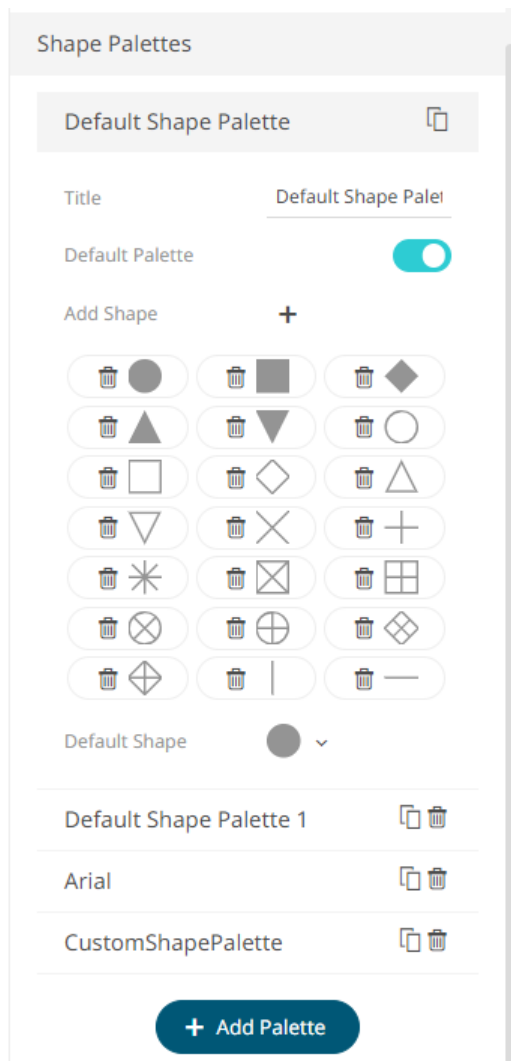 Shape Palettes
Default Shape Palette
Title Default Shape Palet
Default Palette
Add Shape
Default Shape
Default Shape Palette 1
Arial
CustomShapePalette
+ Add Palette